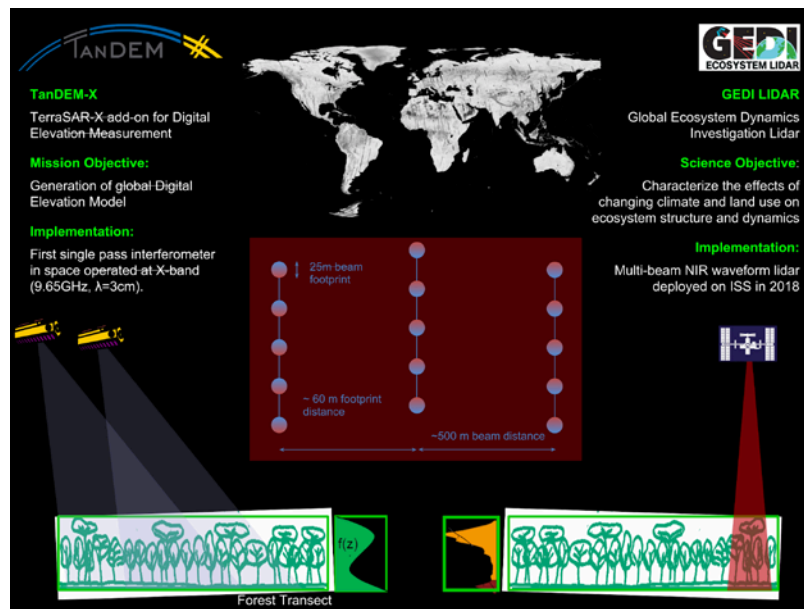 TANDEM
TanDEM-X
TerraSAR-X add-on for Digital
Elevation Measurement
Mission Objective:
Generation of global Digital
Elevation Model
Implementation:
First single pass interferometer
in space operated at X-band
(9.65GHz, λ=3cm).
GEDI
ECOSYSTEM LIDAR
GEDI LIDAR
Global Ecosystem Dynamics
Investigation Lidar
Science Objective:
Characterize the effects of
changing climate and land use on
ecosystem structure and dynamics
Implementation:
Multi-beam NIR waveform lidar
deployed on ISS in 2018
25m beam
footprint
~ 60 m footprint
distance
~500 m beam distance
f(z)
Forest Transect